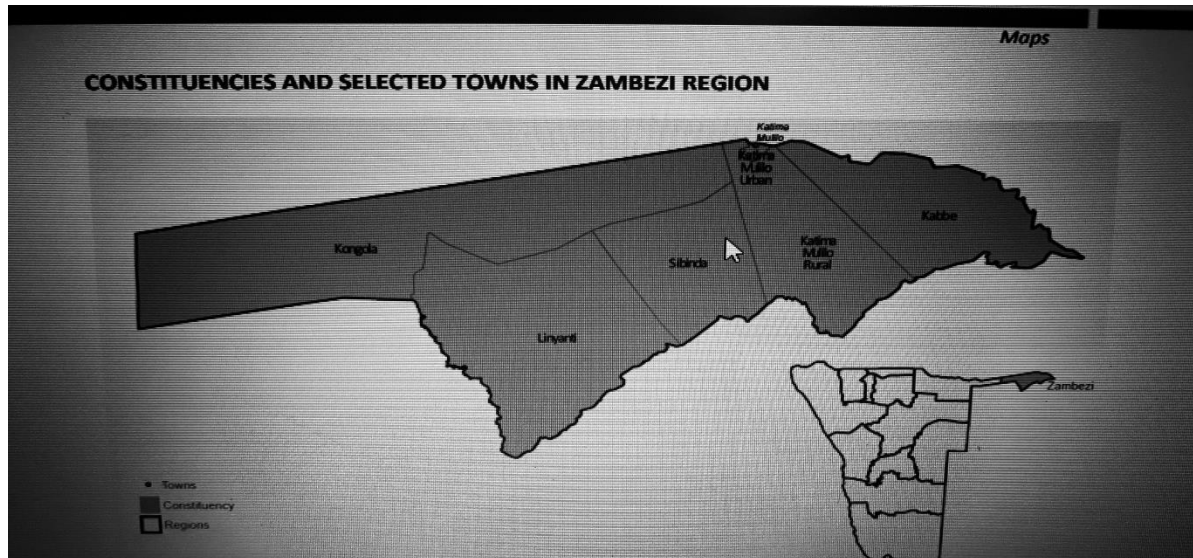 Maps
CONSTITUENCIES AND SELECTED TOWNS IN ZAMBEZI REGION
Katima
Mulilo
Katima
Mulilo
Urban
Kabbe
Kongola
Katima
Mulilo
Rural
Sibinda
Linyanti
Zambezi
Towns
Constituency
Regions